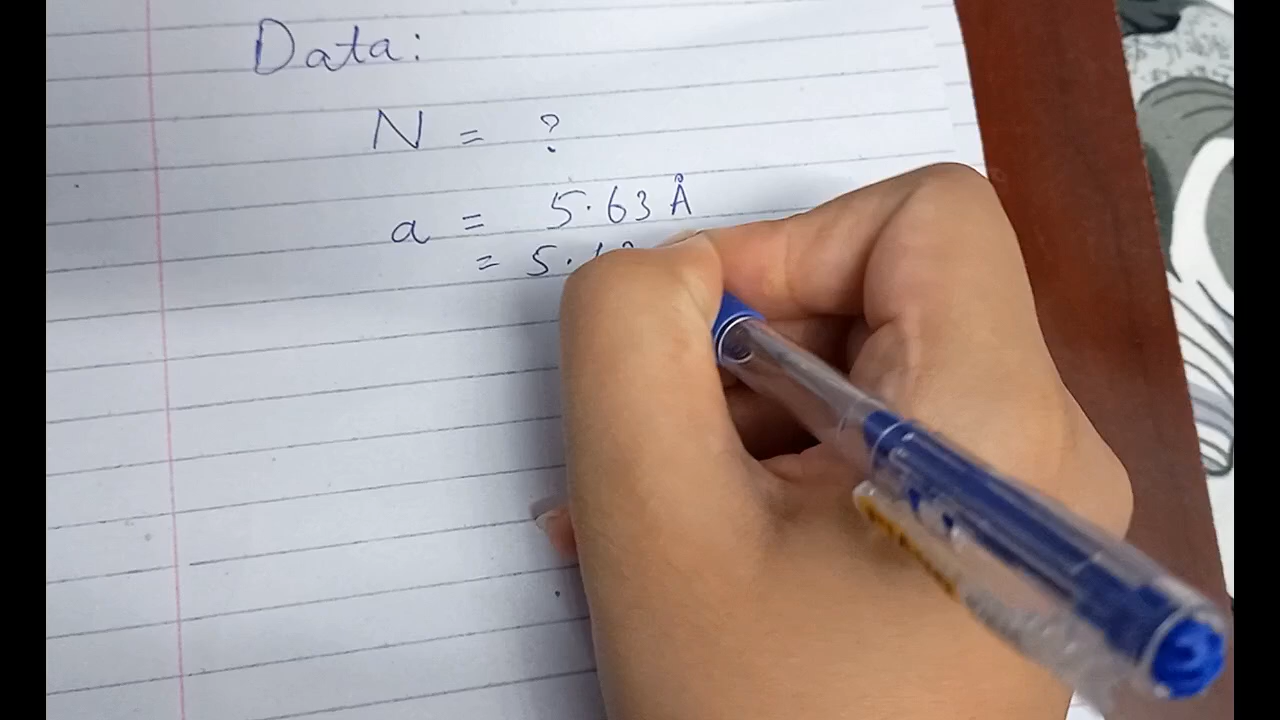 Data:
N = ?
a = 5.63 Å
= 5.